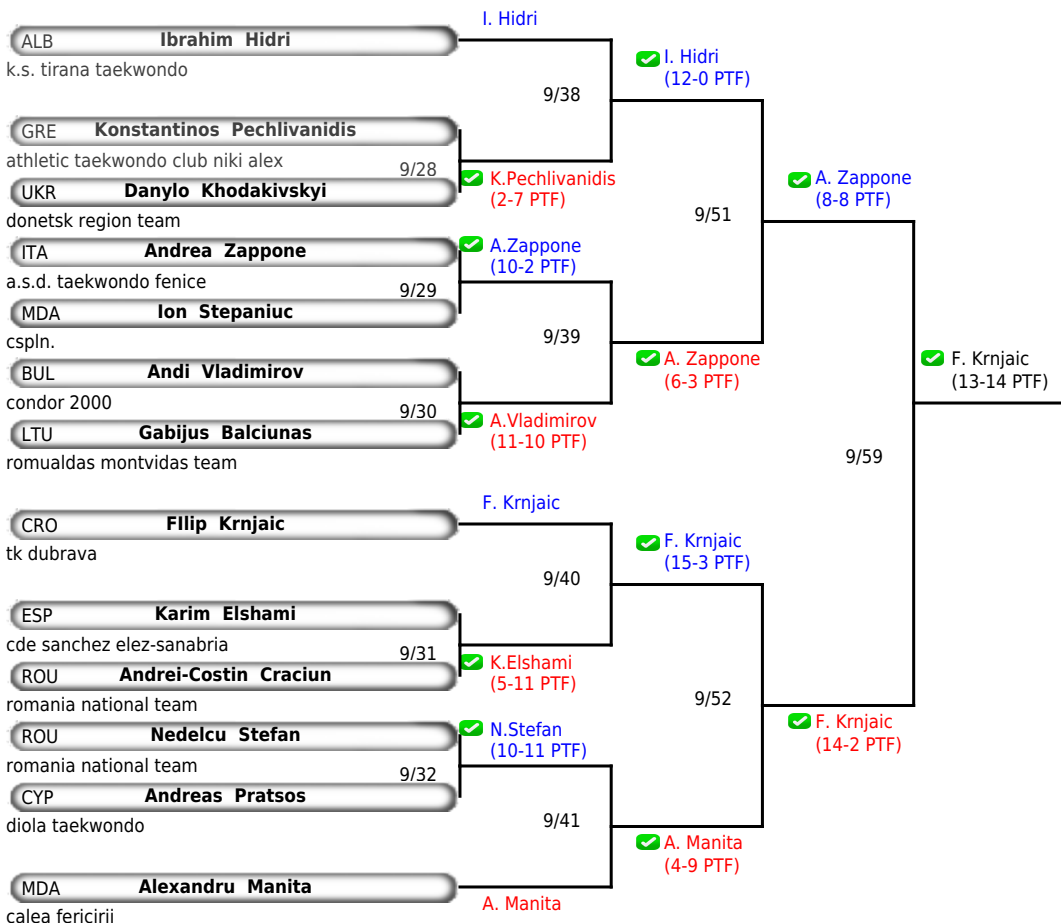 I. Hidri
ALB Ibrahim Hidri
k.s. tirana taekwondo
I. Hidri
(12-0 PTF)
9/38
GRE Konstantinos Pechlivanidis
athletic taekwondo club niki alex
9/28
K.Pechlivanidis
(2-7 PTF)
UKR Danylo Khodakivskyi
donetsk region team
A. Zappone
(8-8 PTF)
9/51
ITA Andrea Zappone
A.Zappone
(10-2 PTF)
a.s.d. taekwondo fenice
9/29
MDA Ion Stepaniuc
cspln.
9/39
A. Zappone
(6-3 PTF)
F. Krnjaic
(13-14 PTF)
BUL Andi Vladimirov
condor 2000
9/30
A.Vladimirov
(11-10 PTF)
LTU Gabijus Balciunas
romualdas montvidas team
9/59
F. Krnjaic
CRO FIlip Krnjaic
tk dubrava
F. Krnjaic
(15-3 PTF)
9/40
ESP Karim Elshami
cde sanchez elez-sanabria
9/31
K.Elshami
(5-11 PTF)
ROU Andrei-Costin Craciun
romania national team
9/52
F. Krnjaic
(14-2 PTF)
ROU Nedelcu Stefan
N.Stefan
(10-11 PTF)
romania national team
9/32
CYP Andreas Pratsos
diola taekwondo
9/41
A. Manita
(4-9 PTF)
MDA Alexandru Manita
A. Manita
calea fericirii